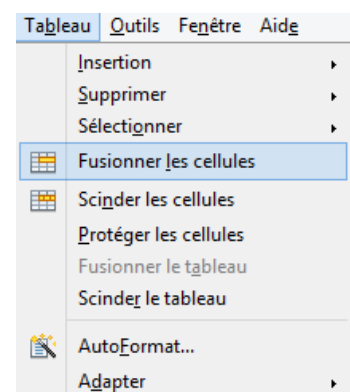 Tableau Outils Fenêtre Aide
Insertion
Supprimer
Sélectionner
Fusionner les cellules
Scinder les cellules
Protéger les cellules
Fusionner le tableau
Scinder le tableau
AutoFormat...
Adapter